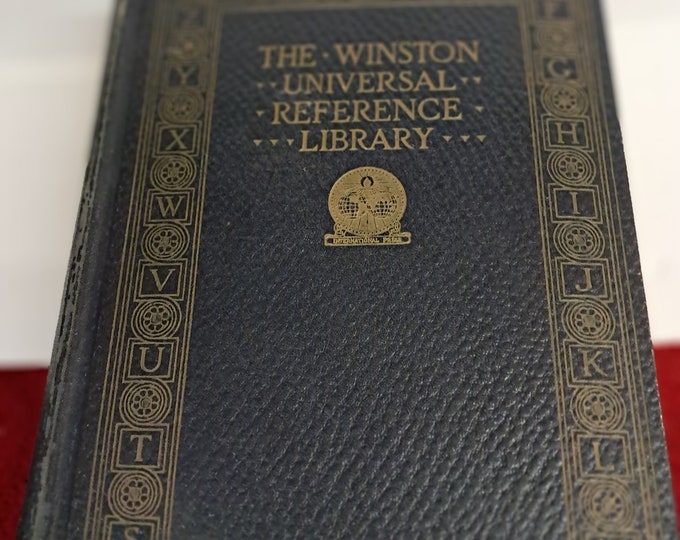 THE · WINSTON
UNIVERSAL
REFERENCE
LIBRARY
INTERNATIONAL PRESS
Z
Y
X
W
V
U
T
S
F
G
H
I
J
K
L